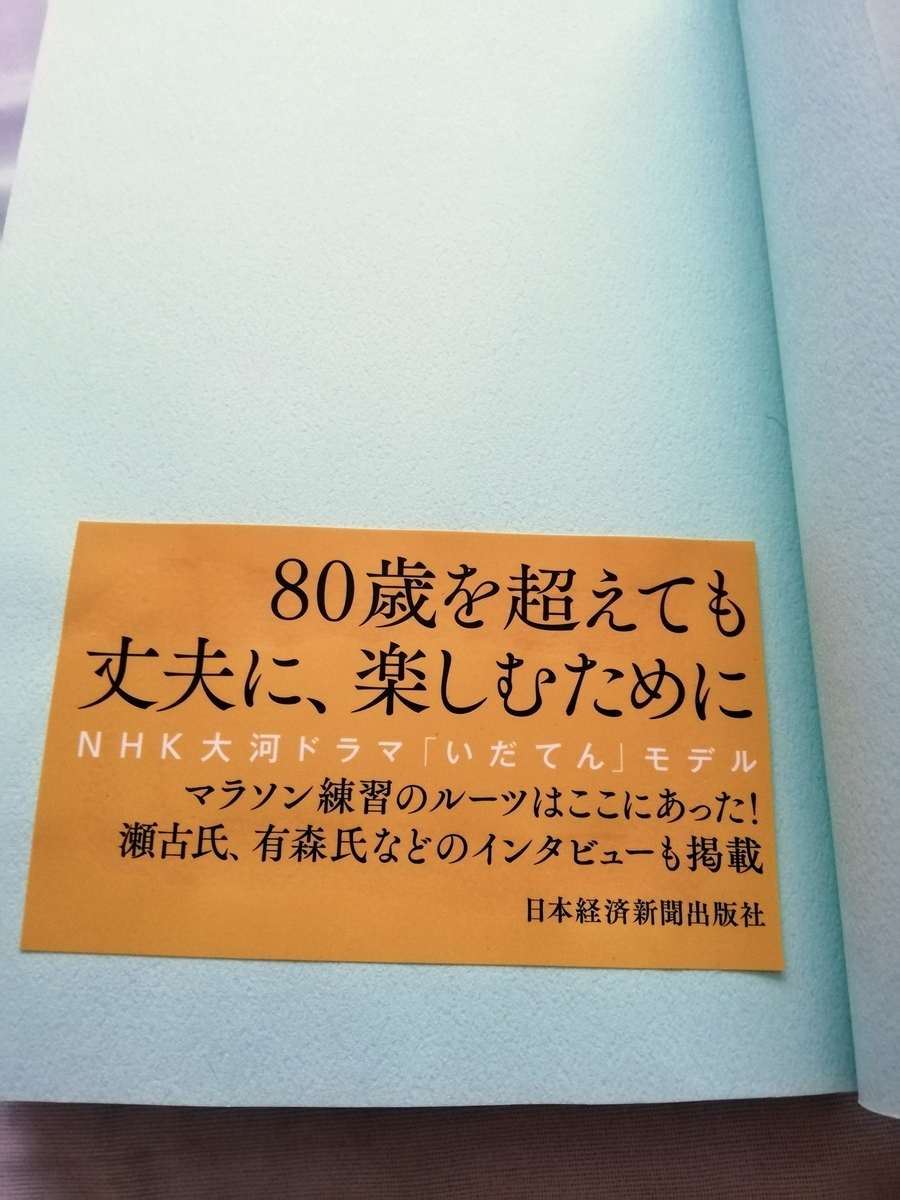 80歳を超えても
丈夫に、楽しむために
NHK大河ドラマ「いだてん」モデル
マラソン練習のルーツはここにあった!
瀬古氏、有森氏などのインタビューも掲載
日本経済新聞出版社